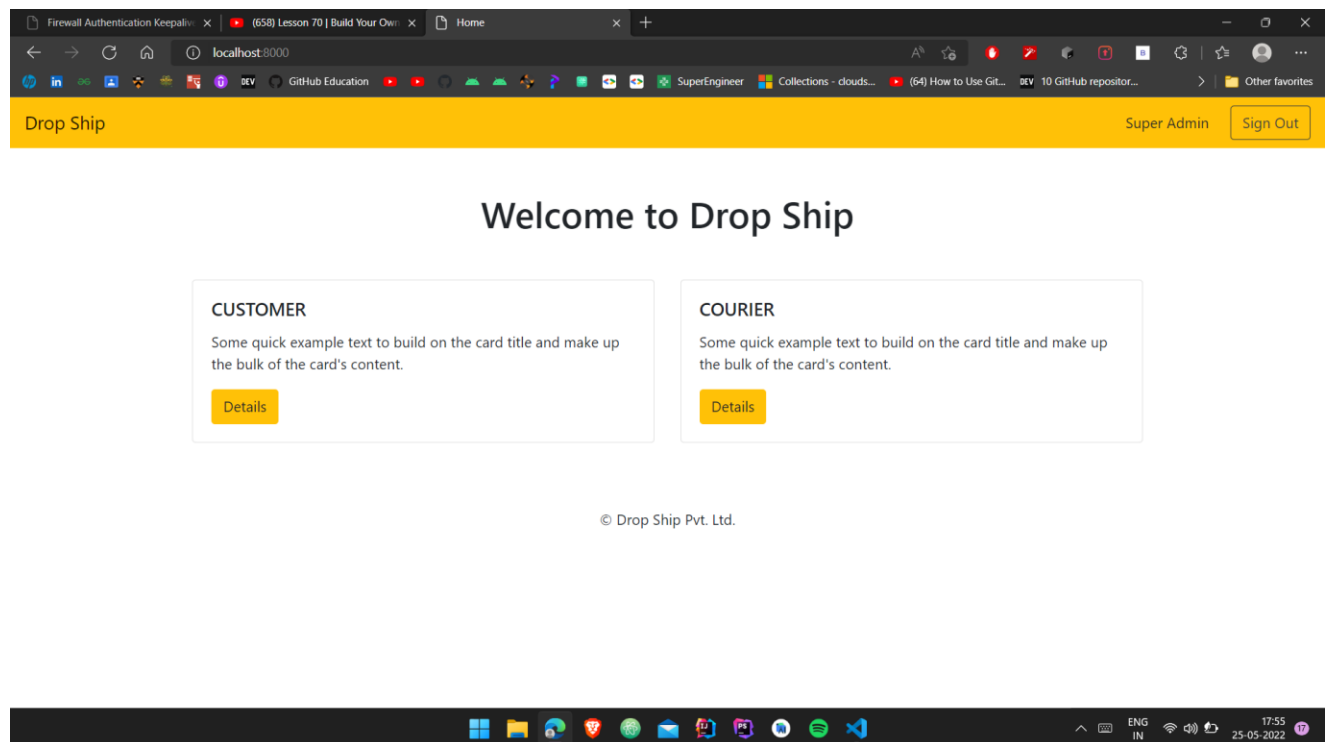 Firewall Authentication Keepaliv
(658) Lesson 70 | Build Your Own
Home
localhost:8000
GitHub Education
SuperEngineer
Collections - clouds...
(64) How to Use Git...
DEV
10 GitHub repositor...
Other favorites
Drop Ship
Super Admin
Sign Out
Welcome to Drop Ship
CUSTOMER
Some quick example text to build on the card title and make up
the bulk of the card's content.
Details
COURIER
Some quick example text to build on the card title and make up
the bulk of the card's content.
Details
© Drop Ship Pvt. Ltd.
ENG
IN
17:55
25-05-2022
17